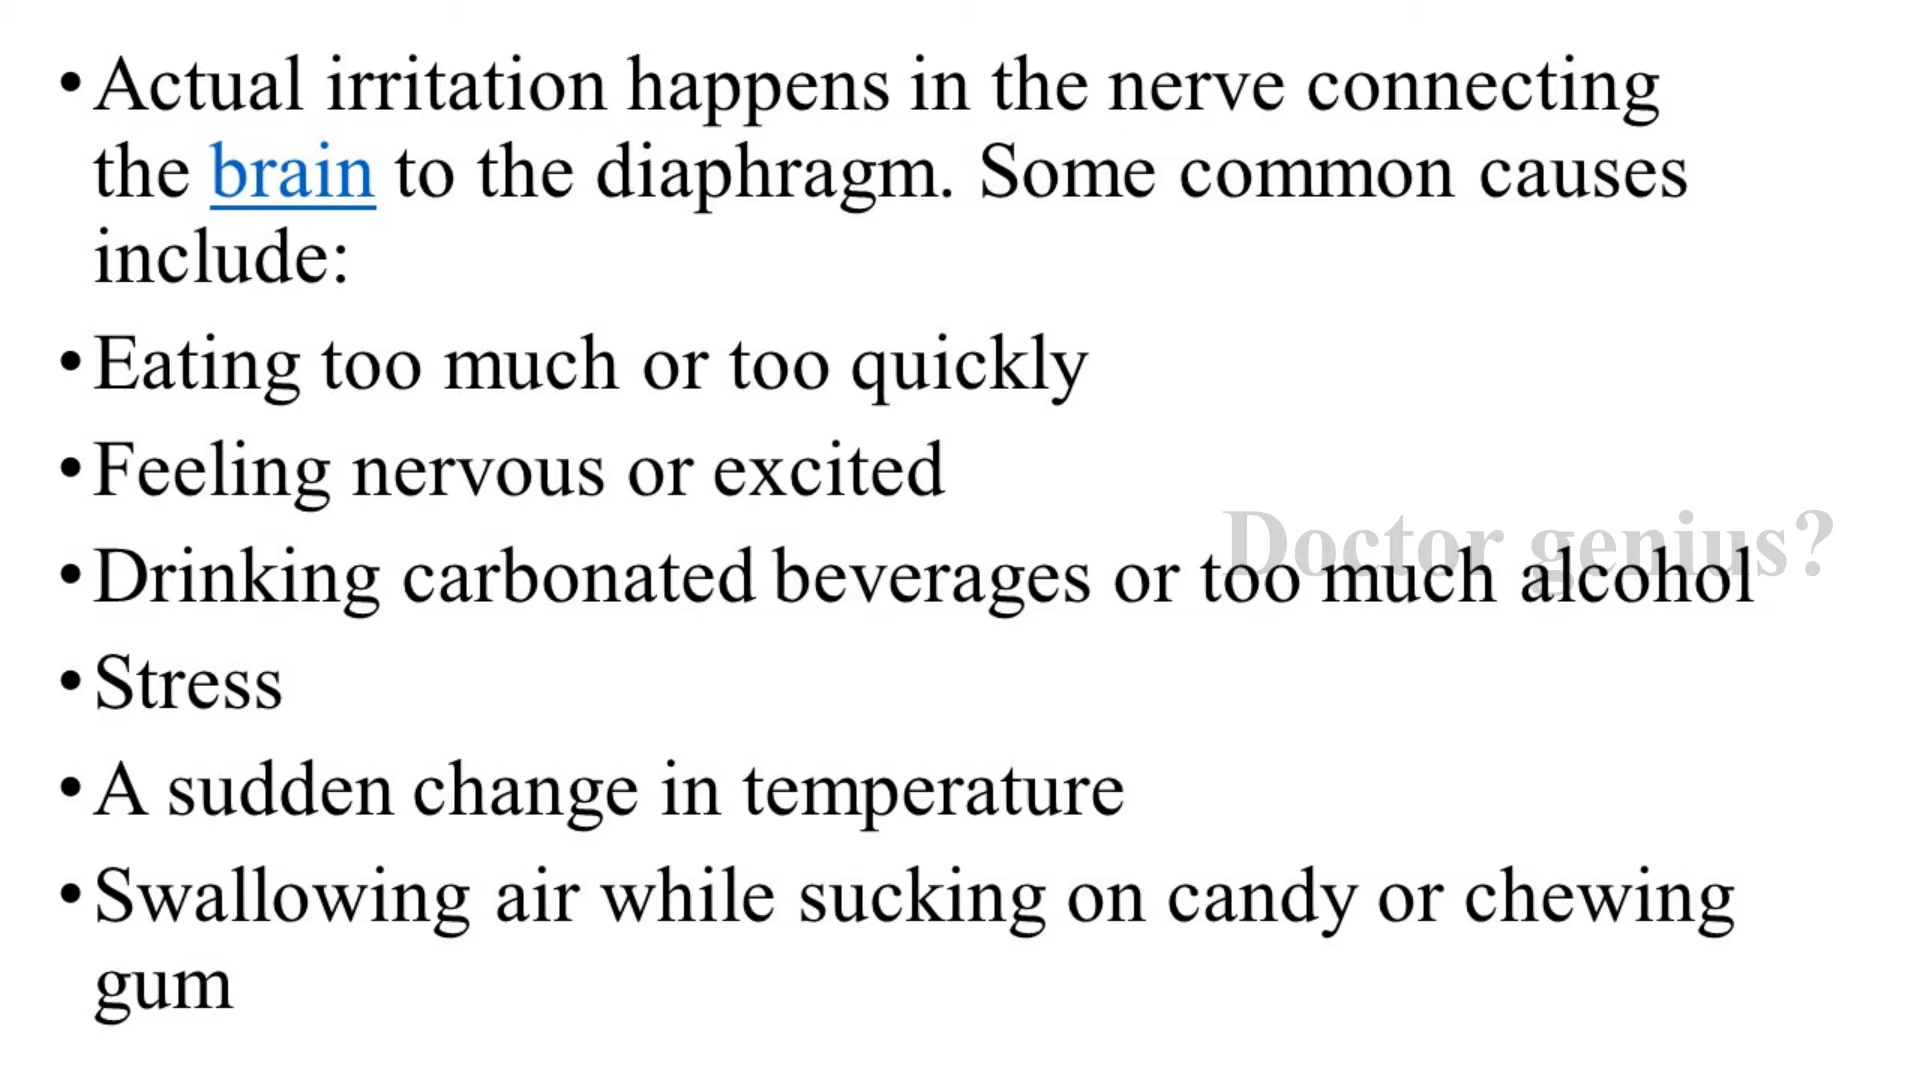 • Actual irritation happens in the nerve connecting
the brain to the diaphragm. Some common causes
include:
• Eating too much or too quickly
• Feeling nervous or excited
Doctor genius?
• Drinking carbonated beverages or too much alcohol
• Stress
• A sudden change in temperature
• Swallowing air while sucking on candy or chewing
gum